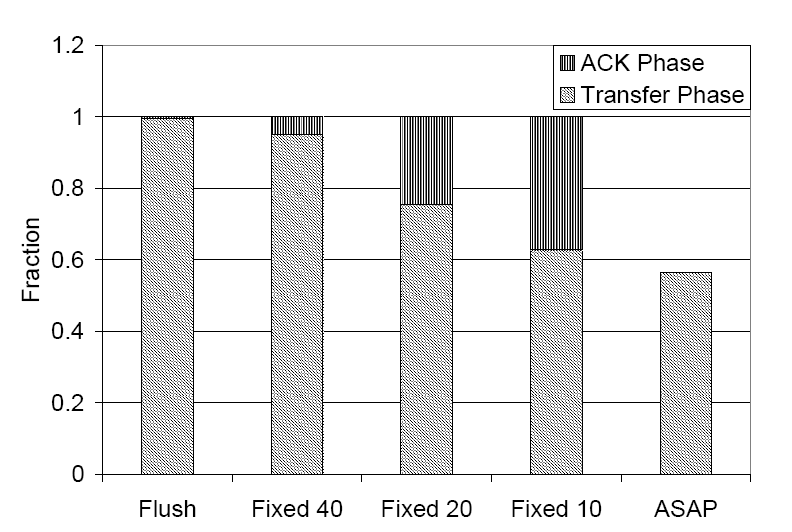 1.2
ACK Phase
Transfer Phase
1
0.8
0.6
0.4
0.2
0
Fraction
Flush
Fixed 40
Fixed 20
Fixed 10
ASAP